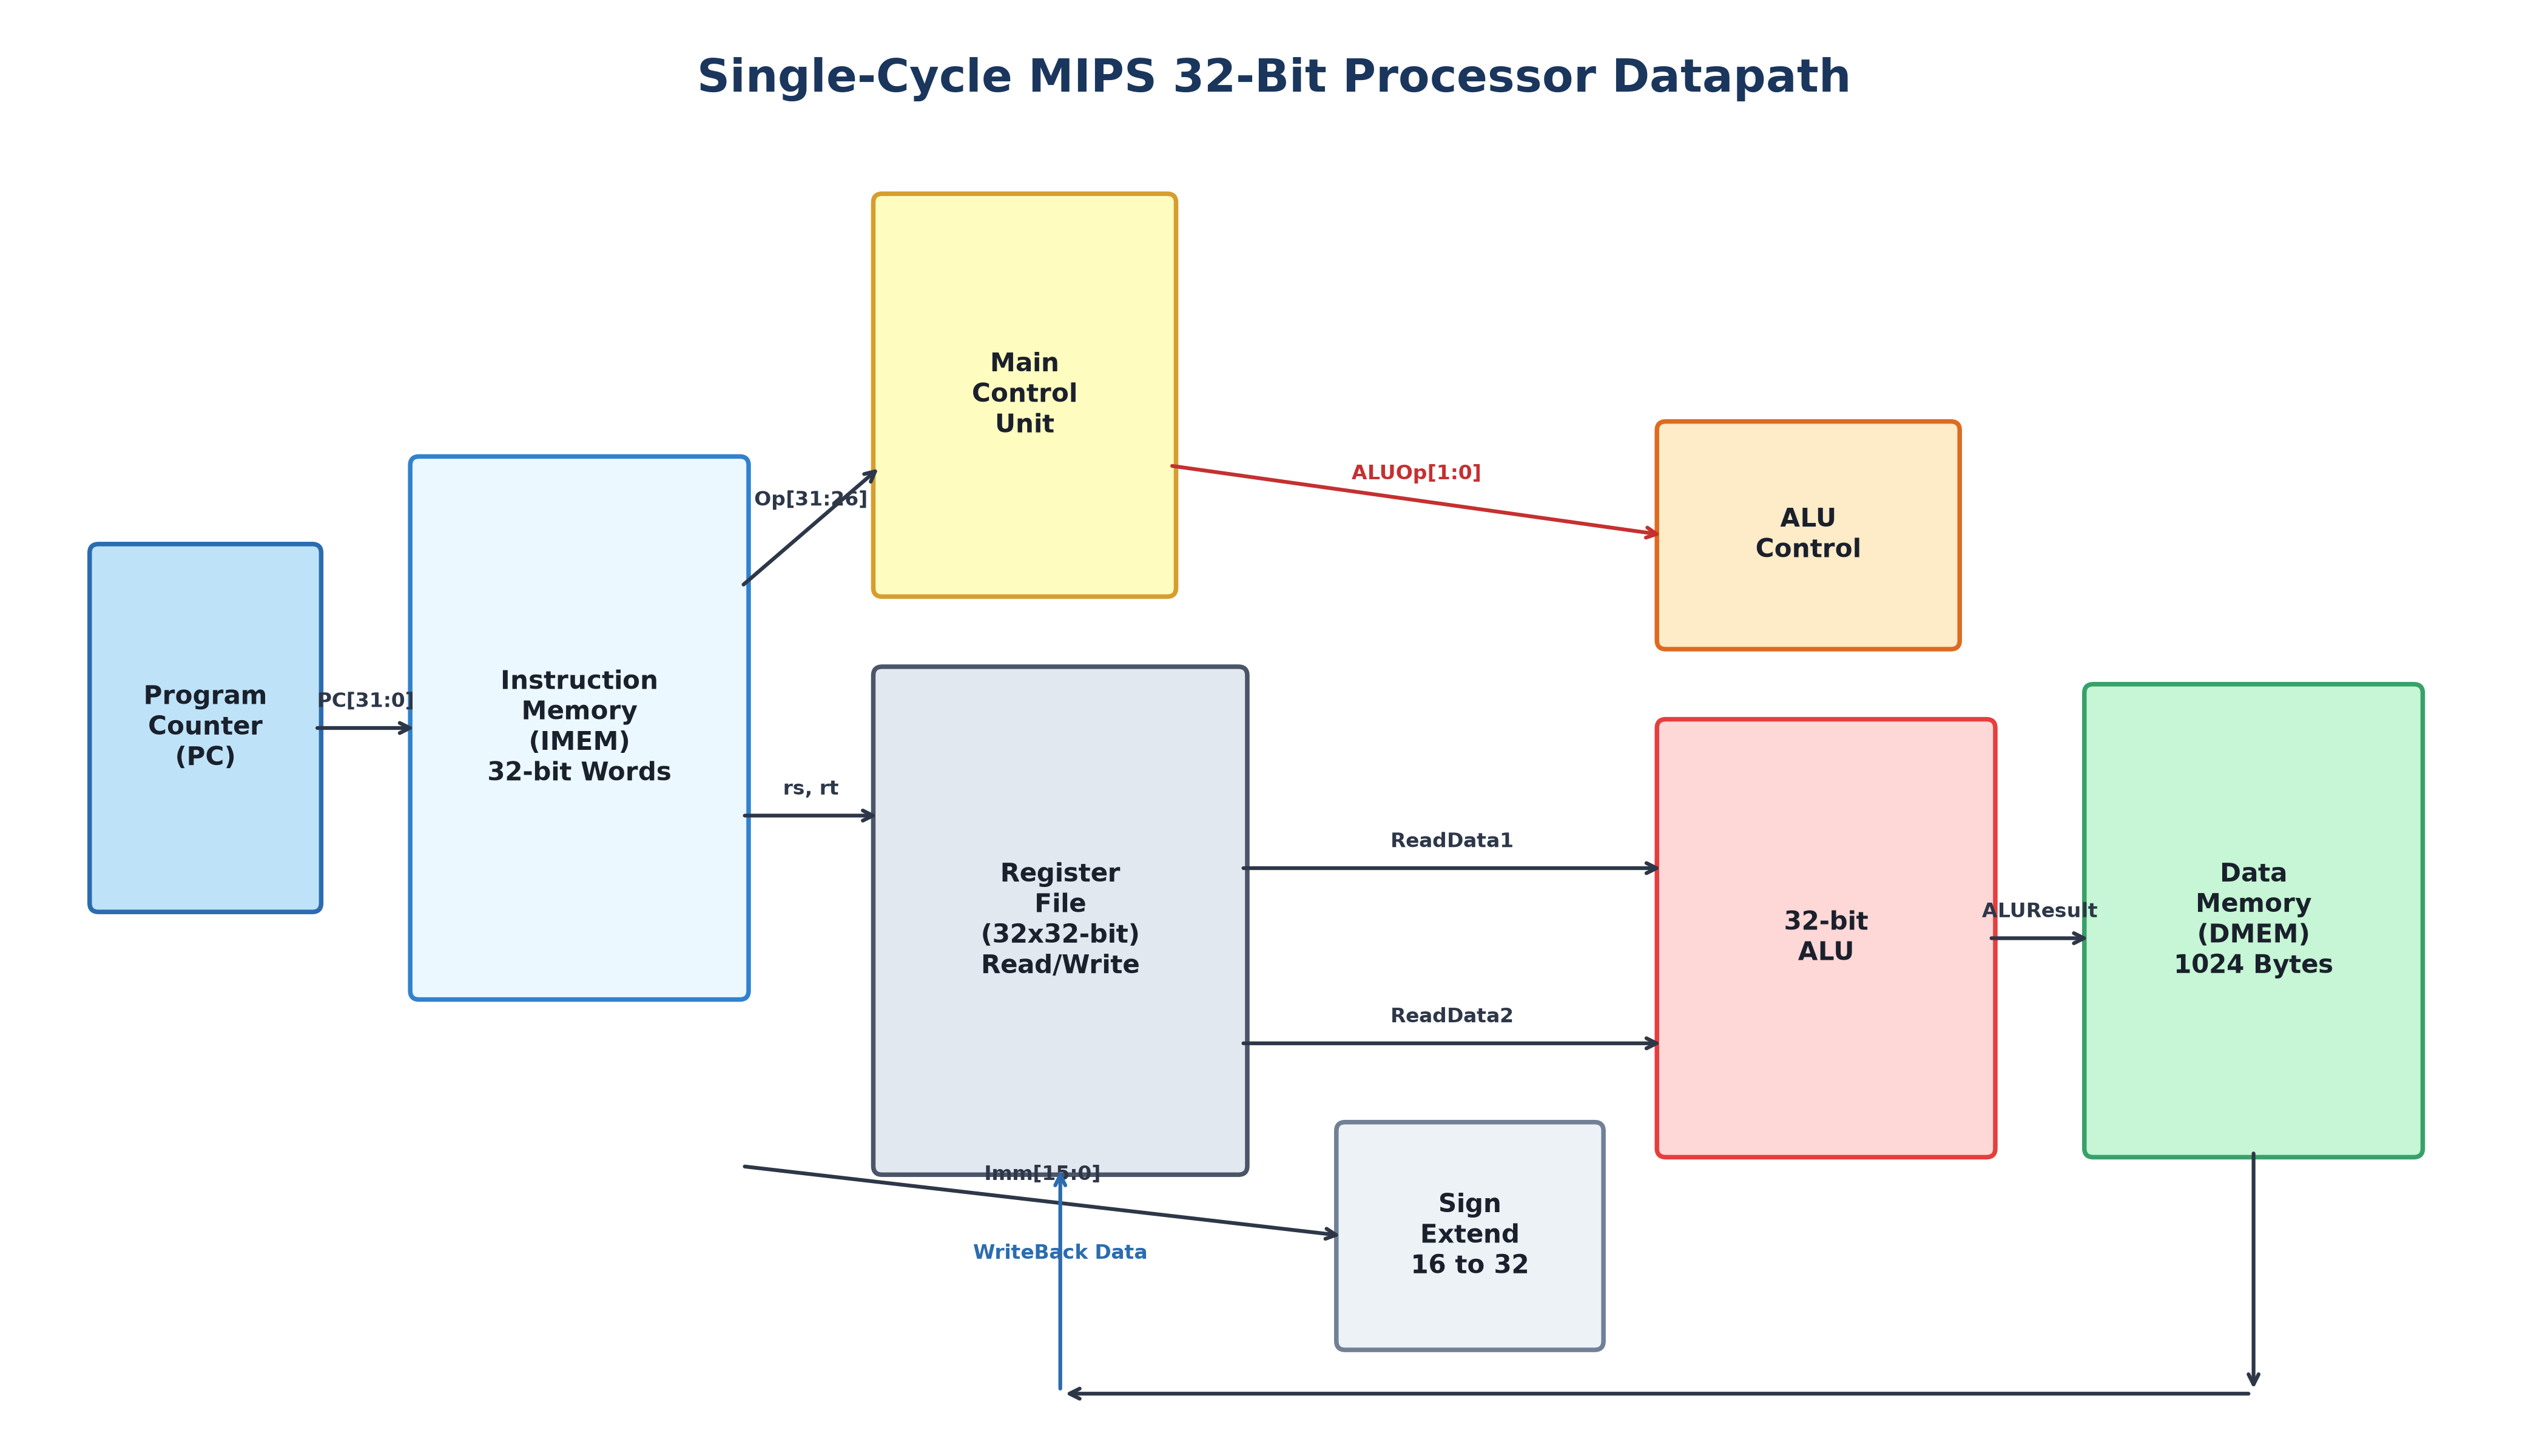 Single-Cycle MIPS 32-Bit Processor Datapath
Main
Control
Unit
ALUOp[1:0]
ALU
Control
Op[31:26]
Program
Counter
(PC)
PC[31:0]
Instruction
Memory
(IMEM)
32-bit Words
rs, rt
Register
File
(32x32-bit)
Read/Write
ReadData1
ReadData2
32-bit
ALU
ALUResult
Data
Memory
(DMEM)
1024 Bytes
Imm[15:0]
Sign
Extend
16 to 32
WriteBack Data